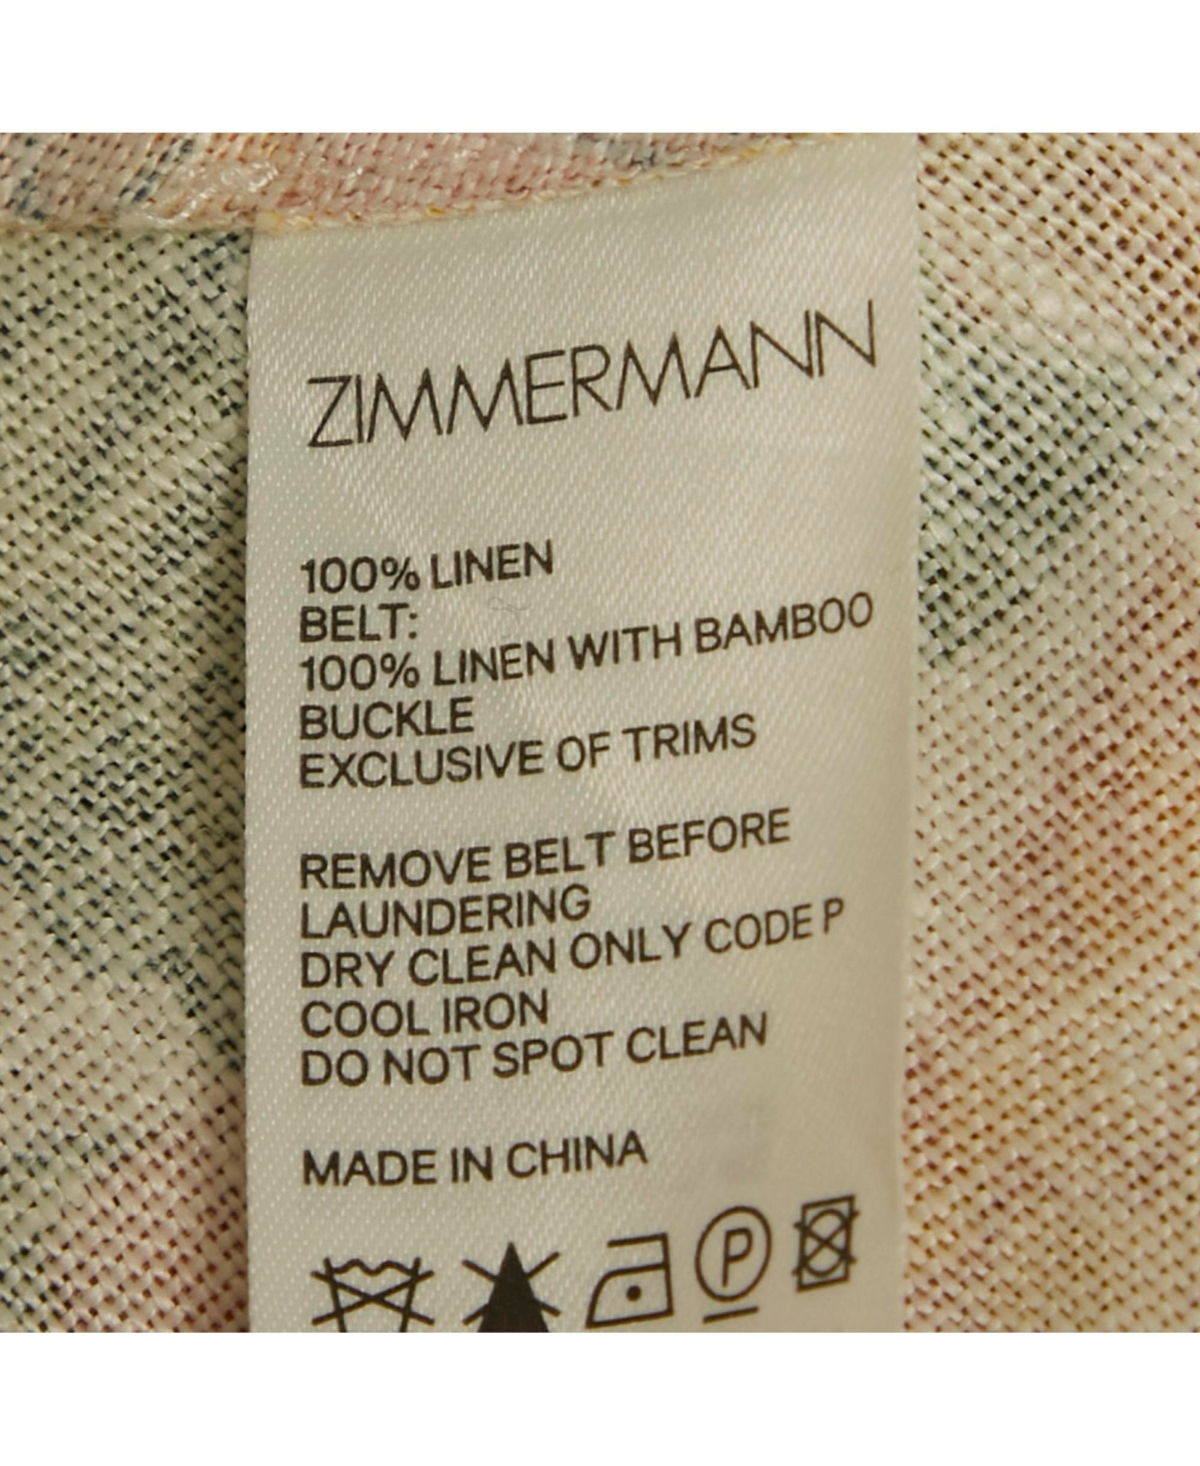 ZIMMERMANN
100% LINEN
BELT:
100% LINEN WITH BAMBOO
BUCKLE
EXCLUSIVE OF TRIMS
REMOVE BELT BEFORE
LAUNDERING
DRY CLEAN ONLY CODE P
COOL IRON
DO NOT SPOT CLEAN
MADE IN CHINA
P